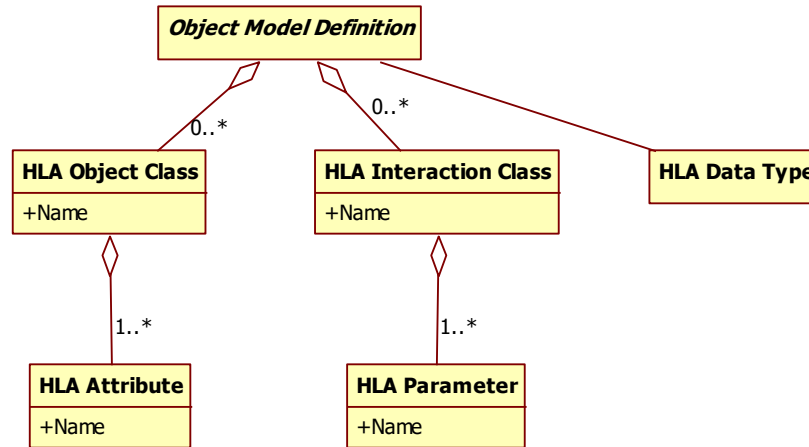 Object Model Definition
0..*
0..*
HLA Object Class
HLA Interaction Class
HLA Data Type
+Name
+Name
1..*
1..*
HLA Attribute
HLA Parameter
+Name
+Name